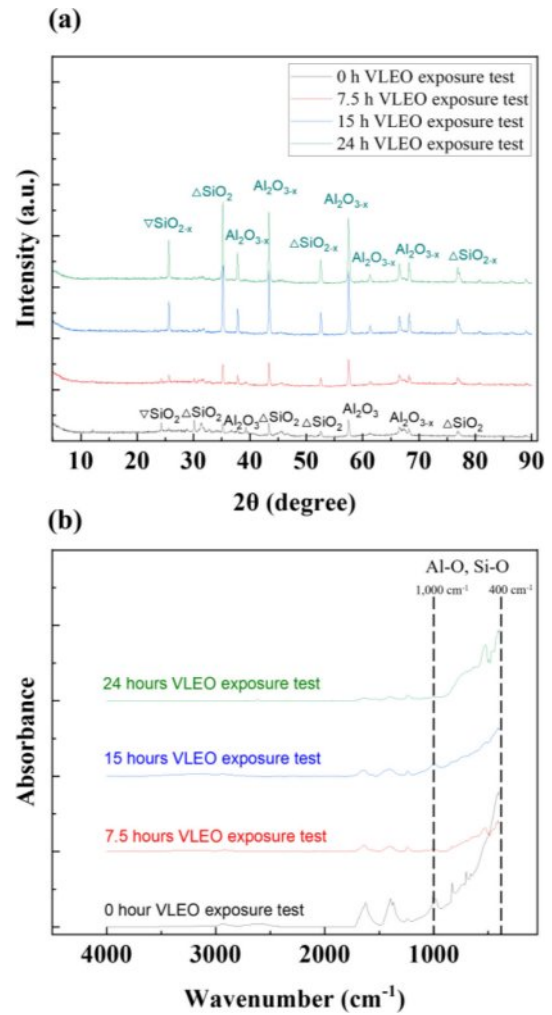 (a)
0 h VLEO exposure test
7.5 h VLEO exposure test
15 h VLEO exposure test
24 h VLEO exposure test
▽SiO₂₋ₓ
△SiO₂
Al₂O₃₋ₓ
Al₂O₃₋ₓ
△SiO₂₋ₓ
Al₂O₃₋ₓ
Al₂O₃₋ₓ
Al₂O₃₋ₓ
△SiO₂₋ₓ
▽SiO₂
△SiO₂
Al₂O₃
△SiO₂
△SiO₂
Al₂O₃
Al₂O₃₋ₓ
△SiO₂
Intensity (a.u.)
5 10 20 30 40 50 60 70 80 90
2θ (degree)
(b)
Al-O, Si-O
1,000 cm⁻¹ 400 cm⁻¹
24 hours VLEO exposure test
15 hours VLEO exposure test
7.5 hours VLEO exposure test
0 hour VLEO exposure test
Absorbance
4000 3000 2000 1000
Wavenumber (cm⁻¹)